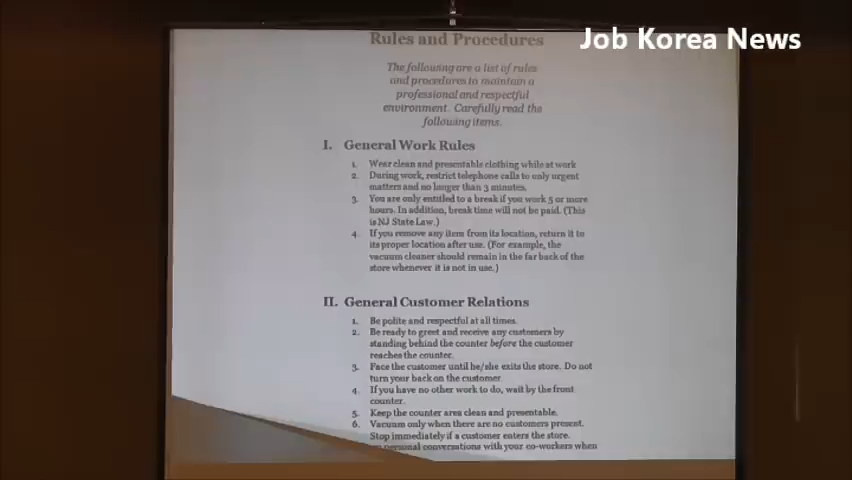 Job Korea News
Rules and Procedures
The following are a list of rules
and procedures to maintain a
professional and respectful
environment. Carefully read the
following items.
I. General Work Rules
1. Wear clean and presentable clothing while at work
2. During work, restrict telephone calls to only urgent
matters and no longer than 3 minutes.
3. You are only entitled to a break if you work 5 or more
hours. In addition, break time will not be paid. (This
is NJ State Law.)
4. If you remove any item from its location, return it to
its proper location after use. (For example, the
vacuum cleaner should remain in the far back of the
store whenever it is not in use.)
II. General Customer Relations
1. Be polite and respectful at all times.
2. Be ready to greet and receive any customers by
standing behind the counter before the customer
reaches the counter.
3. Face the customer until he/she exits the store. Do not
turn your back on the customer
4. If you have no other work to do, wait by the front
counter.
5. Keep the counter area clean and presentable.
6. Vacuum only when there are no customers present.
Stop immediately if a customer enters the store.
personal conversations with your co-workers when